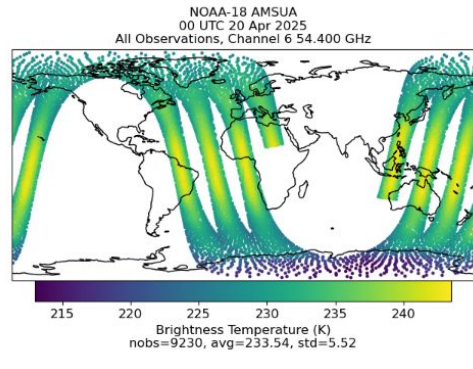 NOAA-18 AMSUA
00 UTC 20 Apr 2025
All Observations, Channel 6 54.400 GHz
215 220 225 230 235 240
Brightness Temperature (K)
nobs=9230, avg=233.54, std=5.52